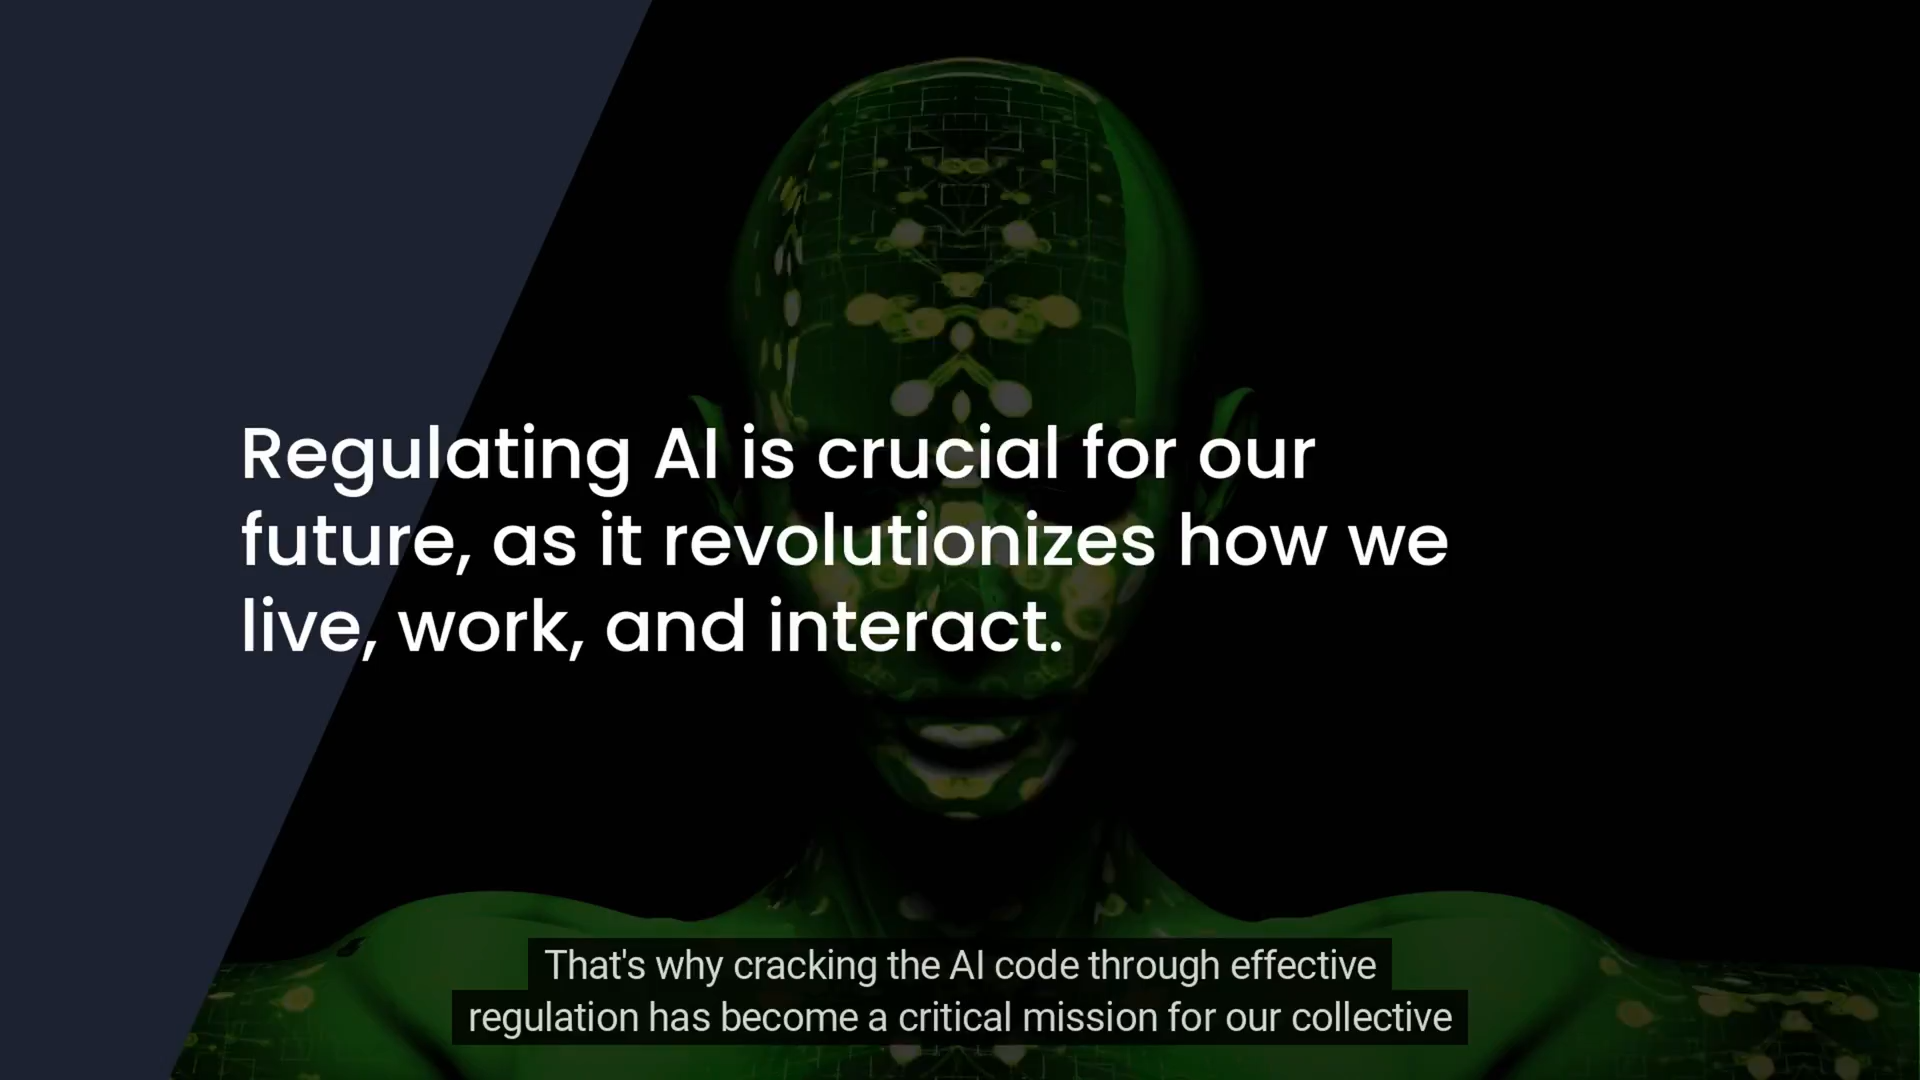 Regulating AI is crucial for our
future, as it revolutionizes how we
live, work, and interact.
That's why cracking the AI code through effective
regulation has become a critical mission for our collective